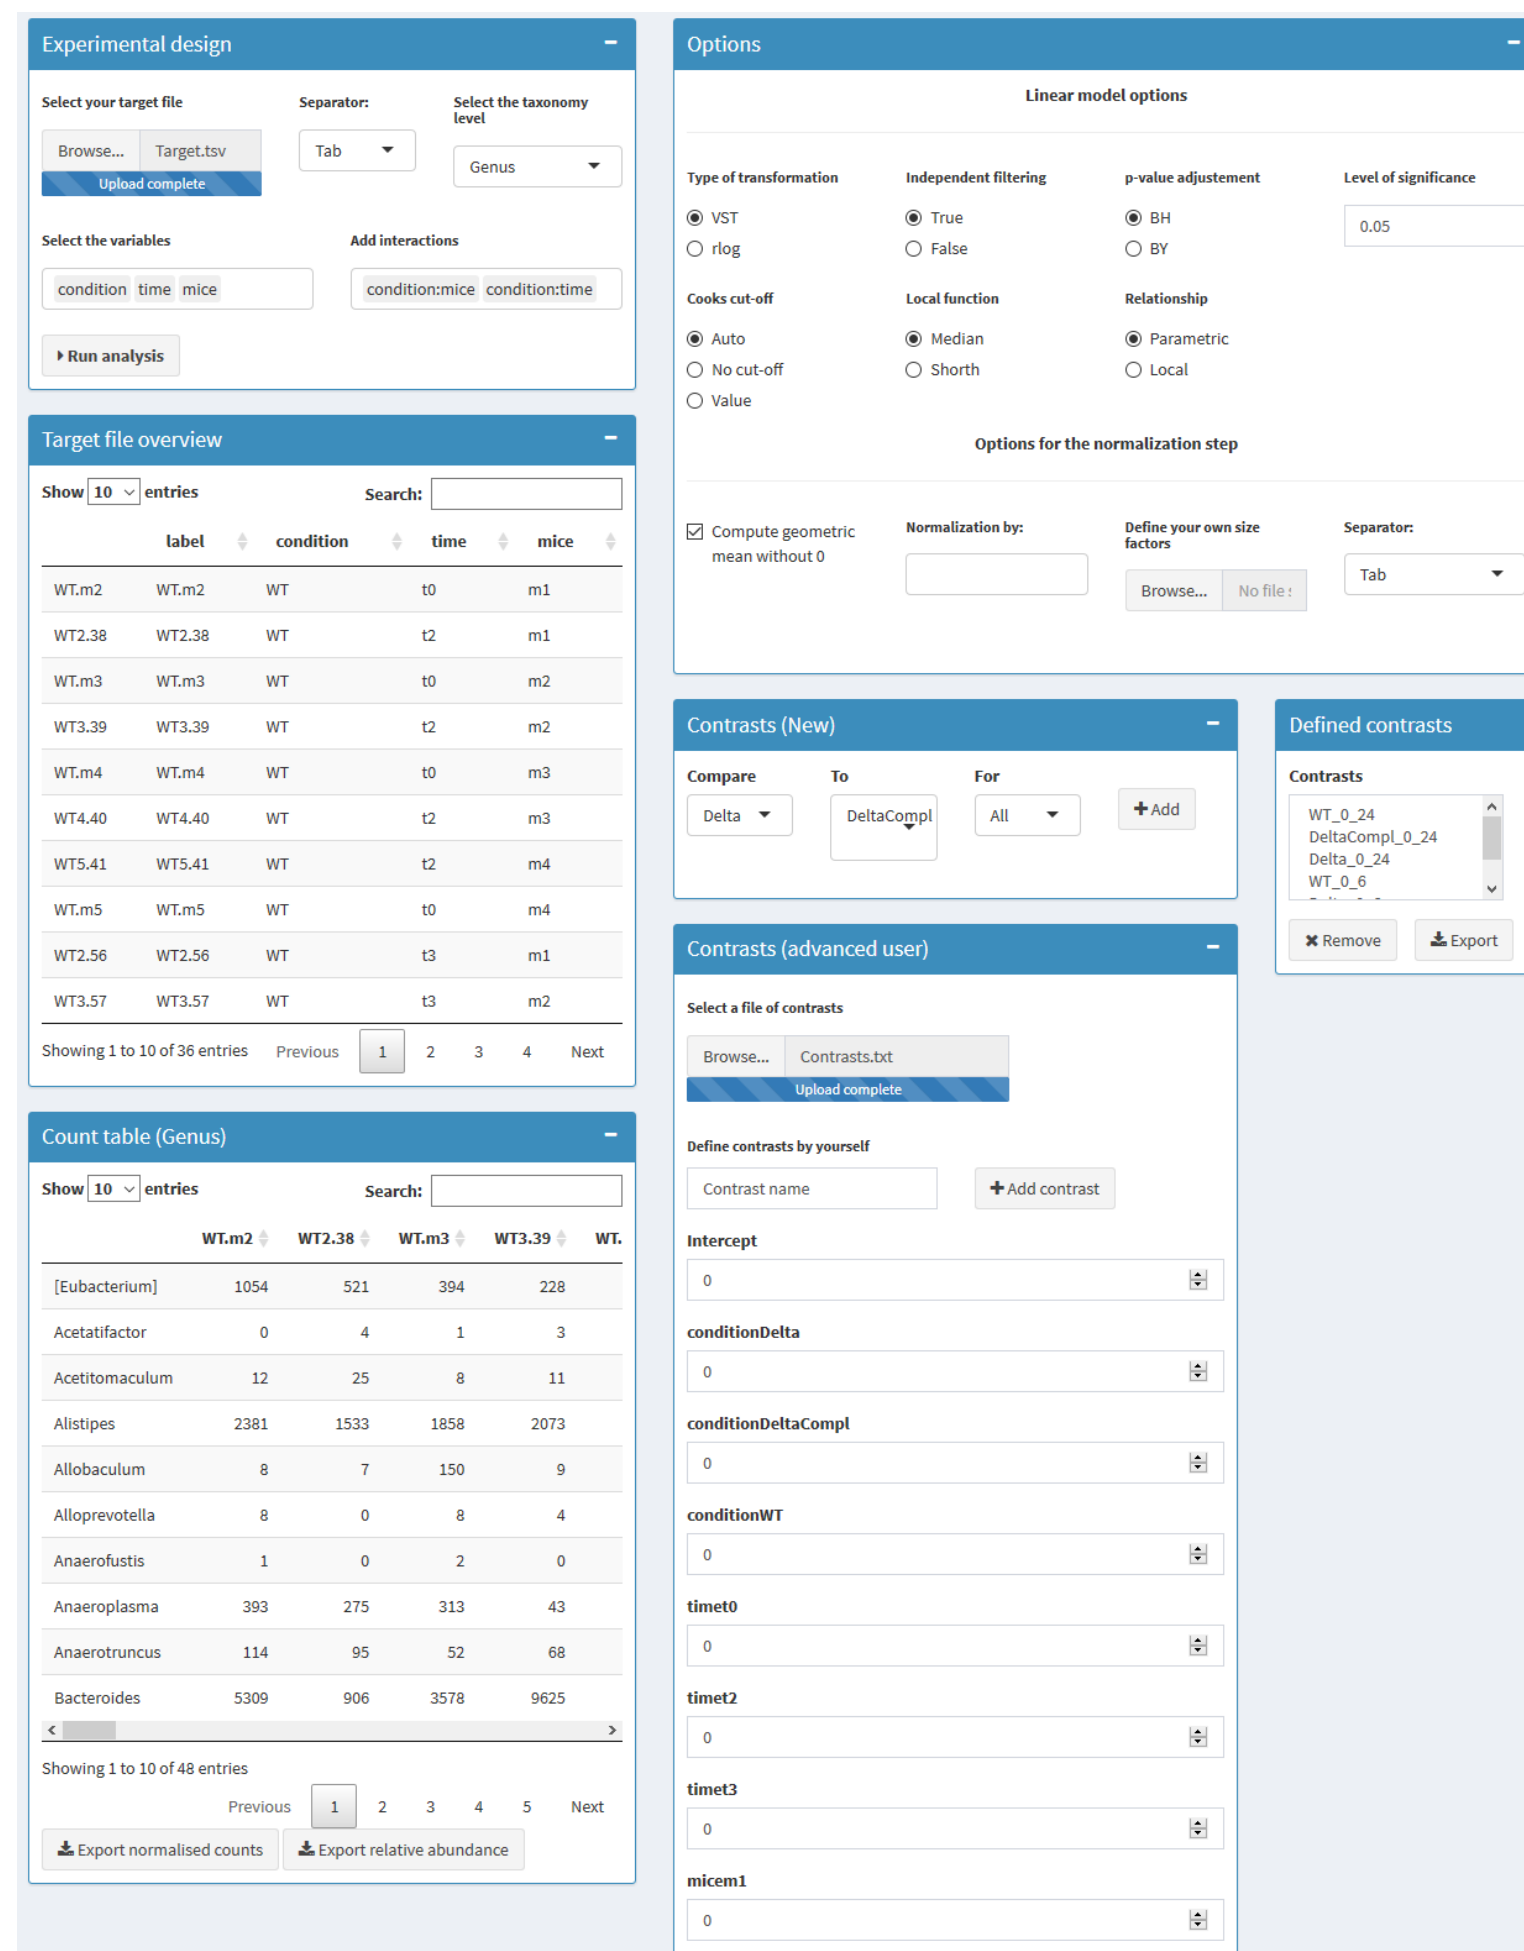 Experimental design
Select your target file
Separator:
Select the taxonomy
level
Browse... Target.tsv
Tab
Genus
Upload complete
Select the variables
Add interactions
condition time mice
condition:mice condition:time
Run analysis
Target file overview
Show 10 entries
Search:
label condition time mice
WT.m2 WT.m2 WT t0 m1
WT2.38 WT2.38 WT t2 m1
WT.m3 WT.m3 WT t0 m2
WT3.39 WT3.39 WT t2 m2
WT.m4 WT.m4 WT t0 m3
WT4.40 WT4.40 WT t2 m3
WT5.41 WT5.41 WT t2 m4
WT.m5 WT.m5 WT t0 m4
WT2.56 WT2.56 WT t3 m1
WT3.57 WT3.57 WT t3 m2
Showing 1 to 10 of 36 entries Previous 1 2 3 4 Next
Count table (Genus)
Show 10 entries
Search:
WT.m2 WT2.38 WT.m3 WT3.39 WT.
[Eubacterium] 1054 521 394 228
Acetatifactor 0 4 1 3
Acetitomaculum 12 25 8 11
Alistipes 2381 1533 1858 2073
Allobaculum 8 7 150 9
Alloprevotella 8 0 8 4
Anaerofustis 1 0 2 0
Anaeroplasma 393 275 313 43
Anaerotruncus 114 95 52 68
Bacteroides 5309 906 3578 9625
Showing 1 to 10 of 48 entries
Previous 1 2 3 4 5 Next
Export normalised counts Export relative abundance
Options
Linear model options
Type of transformation
Independent filtering
p-value adjustement
Level of significance
VST True BH 0.05
rlog False BY
Cooks cut-off
Local function
Relationship
Auto Median Parametric
No cut-off Shorth Local
Value
Options for the normalization step
Compute geometric
mean without 0
Normalization by:
Define your own size
factors
Separator:
Browse... No file
Tab
Contrasts (New)
Compare To For
Delta DeltaCompl All
Add
Defined contrasts
Contrasts
WT_0_24
DeltaCompl_0_24
Delta_0_24
WT_0_6
Remove Export
Contrasts (advanced user)
Select a file of contrasts
Browse... Contrasts.txt
Upload complete
Define contrasts by yourself
Contrast name
Add contrast
Intercept
0
conditionDelta
0
conditionDeltaCompl
0
conditionWT
0
timet0
0
timet2
0
timet3
0
micem1
0